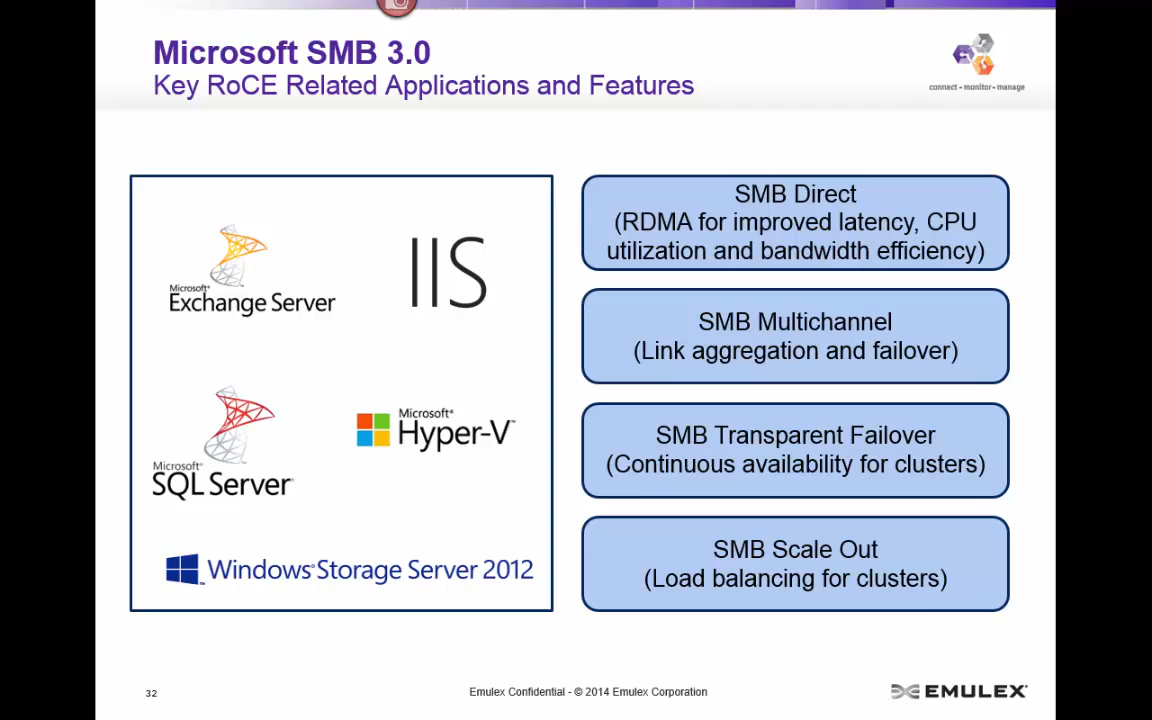 Microsoft SMB 3.0
Key RoCE Related Applications and Features
connect • monitor • manage
Microsoft®
Exchange Server
IIS
Microsoft®
SQL Server®
Microsoft®
Hyper-V™
Windows® Storage Server 2012
SMB Direct
(RDMA for improved latency, CPU
utilization and bandwidth efficiency)
SMB Multichannel
(Link aggregation and failover)
SMB Transparent Failover
(Continuous availability for clusters)
SMB Scale Out
(Load balancing for clusters)
32
Emulex Confidential - © 2014 Emulex Corporation
EMULEX®